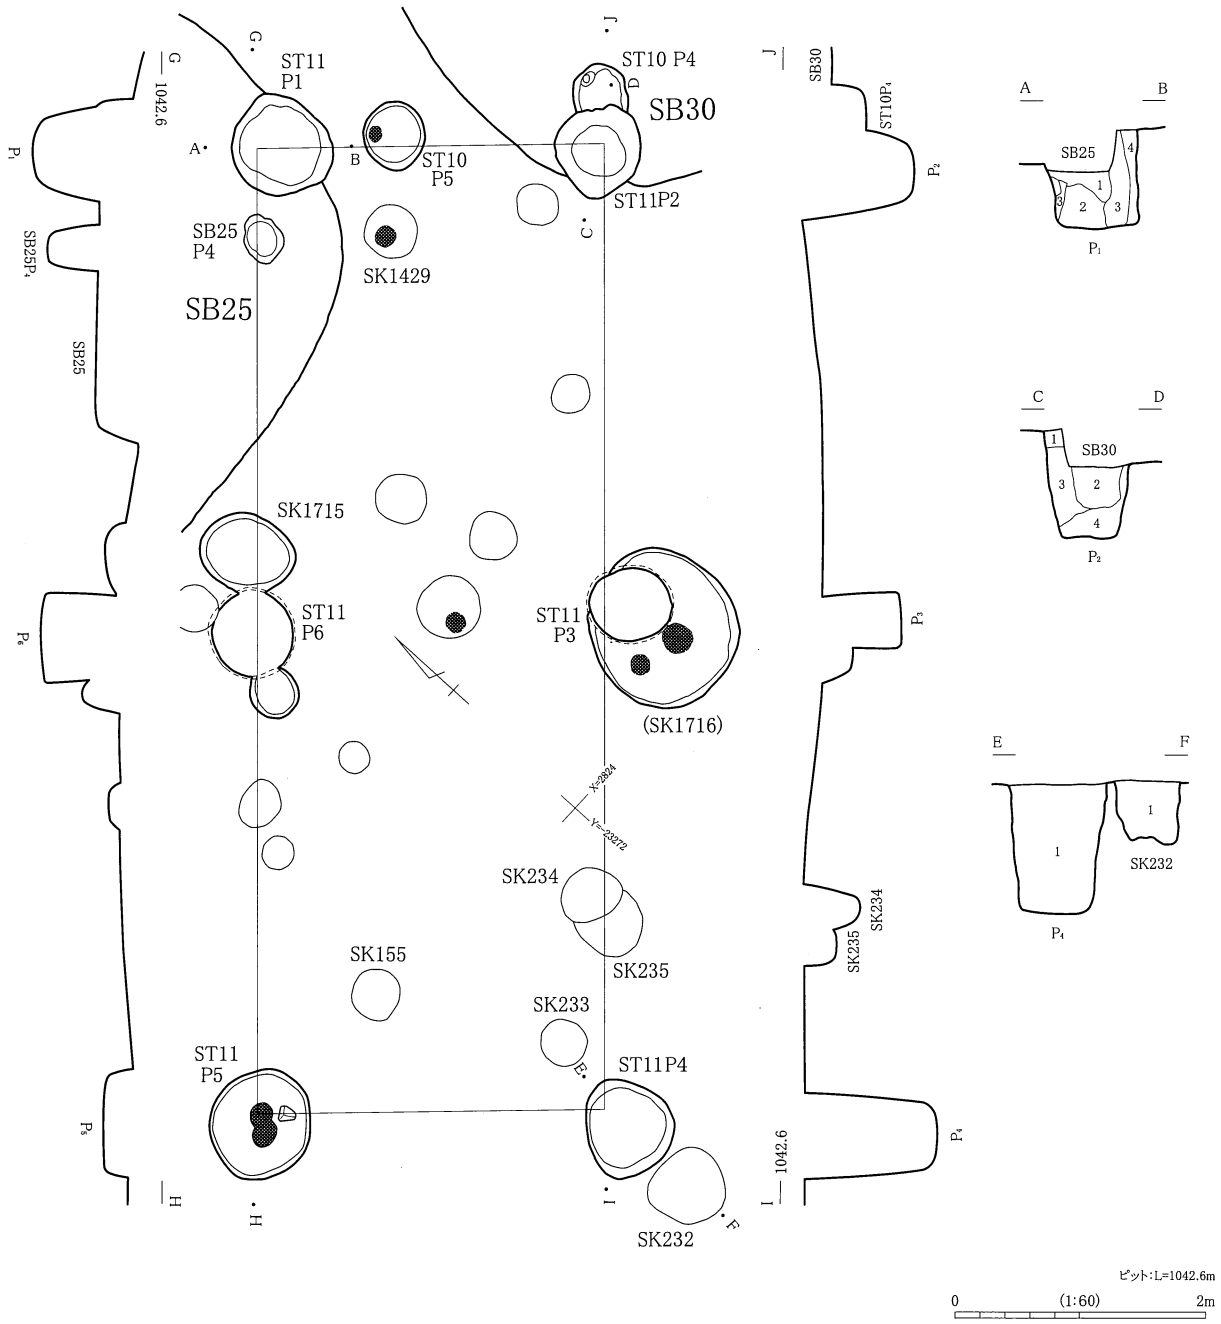 G
1042.6
G
ST11
P1
J
ST10 P4
D
SB30
J
SB30
ST10P4
A
B
P1
A
B
ST10
P5
ST11P2
P2
SB25
4
1
3
2
3
P1
SB25P4
SB25
P4
C
SK1429
SB25
SB25
C
D
1
SB30
3
2
4
P2
SK1715
ST11
P6
ST11
P3
P6
P3
(SK1716)
E
F
1
1
SK232
P4
X=2824
Y=-23272
SK234
SK235
SK234
SK235
SK155
SK233
E
ST11
P5
ST11P4
P5
P4
H
H
I
F
SK232
I
1042.6
ピット:L=1042.6m
0
(1:60)
2m